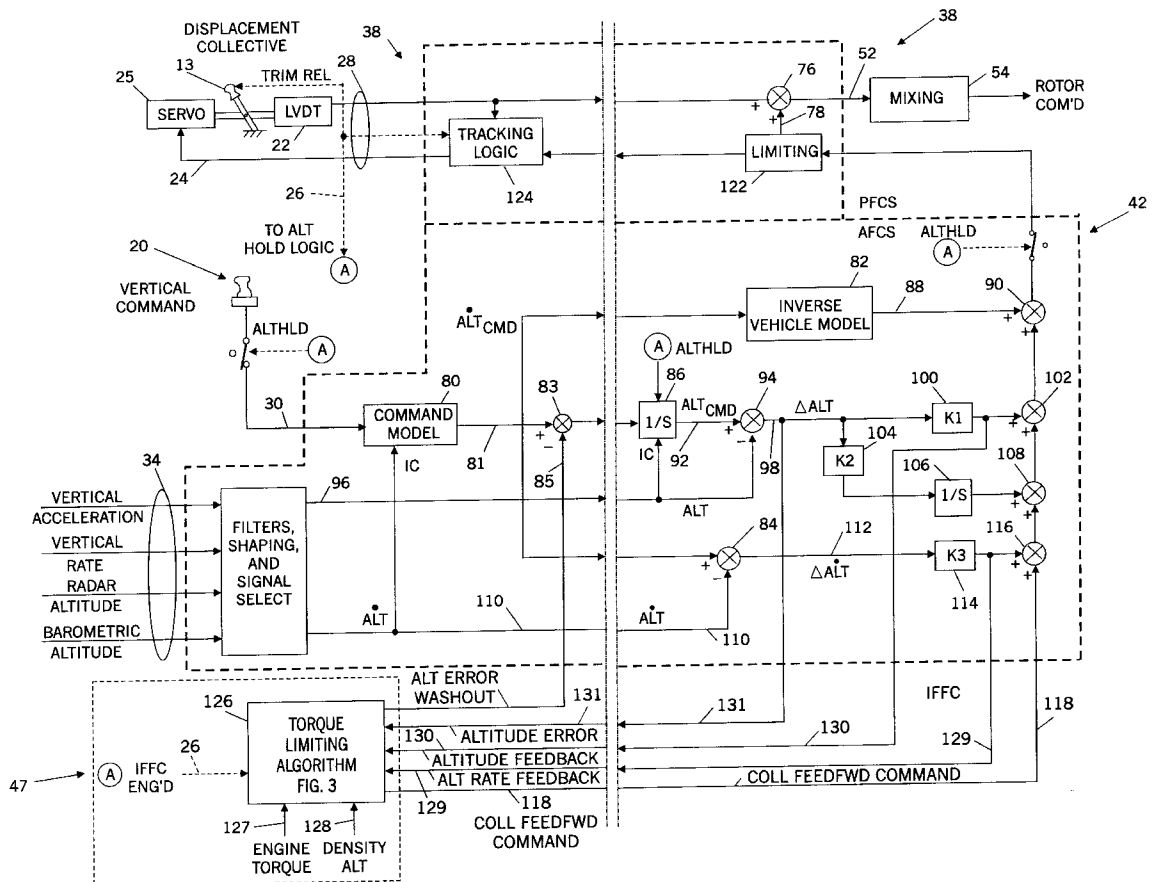 DISPLACEMENT
COLLECTIVE
38
38
13
28
TRIM REL
25
SERVO
LVDT
22
24
26
TRACKING
LOGIC
124
76
+
+
78
52
54
MIXING
ROTOR
COM'D
LIMITING
122
PFCS
AFCS
42
TO ALT
HOLD LOGIC
A
20
VERTICAL
COMMAND
ALTHLD
A
30
ALTHLD
A
82
INVERSE
VEHICLE MODEL
88
90
+
+
ALT CMD
A
ALTHLD
80
COMMAND
MODEL
IC
81
83
+
−
85
86
1/S
IC
ALT CMD
92
94
+
−
98
ΔALT
100
K1
102
+
+
104
K2
106
1/S
108
+
+
34
VERTICAL
ACCELERATION
VERTICAL
RATE
RADAR
ALTITUDE
BAROMETRIC
ALTITUDE
FILTERS,
SHAPING,
AND
SIGNAL
SELECT
96
ALT
84
+
−
112
ΔALT
K3
114
116
+
+
ALT
110
ALT
110
ALT ERROR
WASHOUT
IFFC
126
TORQUE
LIMITING
ALGORITHM
FIG. 3
131
ALTITUDE ERROR
131
130
ALTITUDE FEEDBACK
130
129
ALT RATE FEEDBACK
129
118
COLL FEEDFWD COMMAND
118
COLL FEEDFWD
COMMAND
47
A
IFFC
ENG'D
26
127
128
ENGINE
TORQUE
DENSITY
ALT